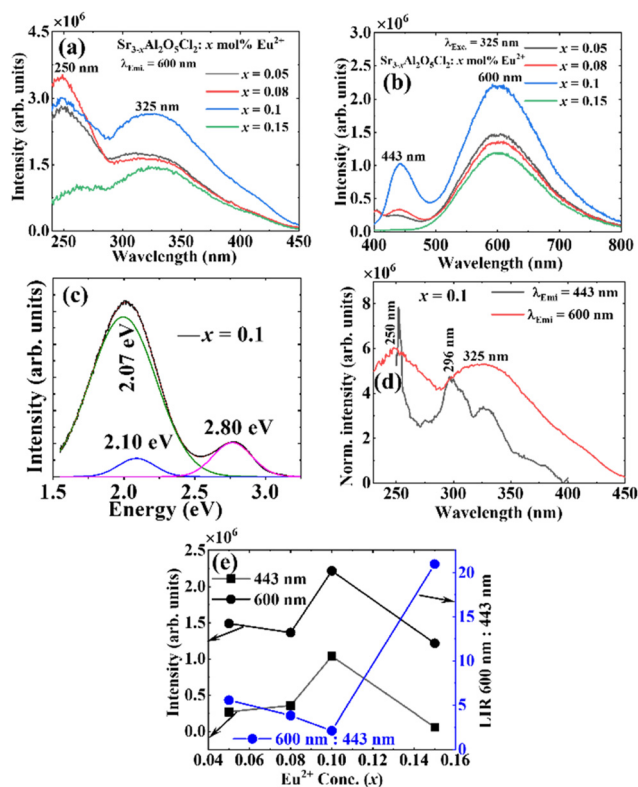 ×10⁶
(a)
Sr₃₋ₓAl₂O₅Cl₂: x mol% Eu²⁺
250 nm
λEmi. = 600 nm
x = 0.05
x = 0.08
x = 0.1
x = 0.15
325 nm
Intensity (arb. units)
4.5
3.0
1.5
0.0
250 300 350 400 450
Wavelength (nm)
×10⁶
(b)
λExc. = 325 nm
Sr₃₋ₓAl₂O₅Cl₂: x mol% Eu²⁺
600 nm
x = 0.05
x = 0.08
x = 0.1
x = 0.15
443 nm
Intensity (arb. units)
3.0
2.5
2.0
1.5
1.0
0.5
0.0
400 500 600 700 800
Wavelength (nm)
(c)
x = 0.1
2.07 eV
2.10 eV
2.80 eV
Intensity (arb. units)
1.5 2.0 2.5 3.0
Energy (eV)
×10⁶
x = 0.1
λEmi = 443 nm
λEmi = 600 nm
250 nm
296 nm
325 nm
(d)
Norm. intensity (arb. units)
8
6
4
2
0
250 300 350 400 450
Wavelength (nm)
×10⁶
(e)
443 nm
600 nm
600 nm : 443 nm
Intensity (arb. units)
2.5
2.0
1.5
1.0
0.5
0.0
LIR 600 nm : 443 nm
20
15
10
5
0
0.04 0.06 0.08 0.10 0.12 0.14 0.16
Eu²⁺ Conc. (x)